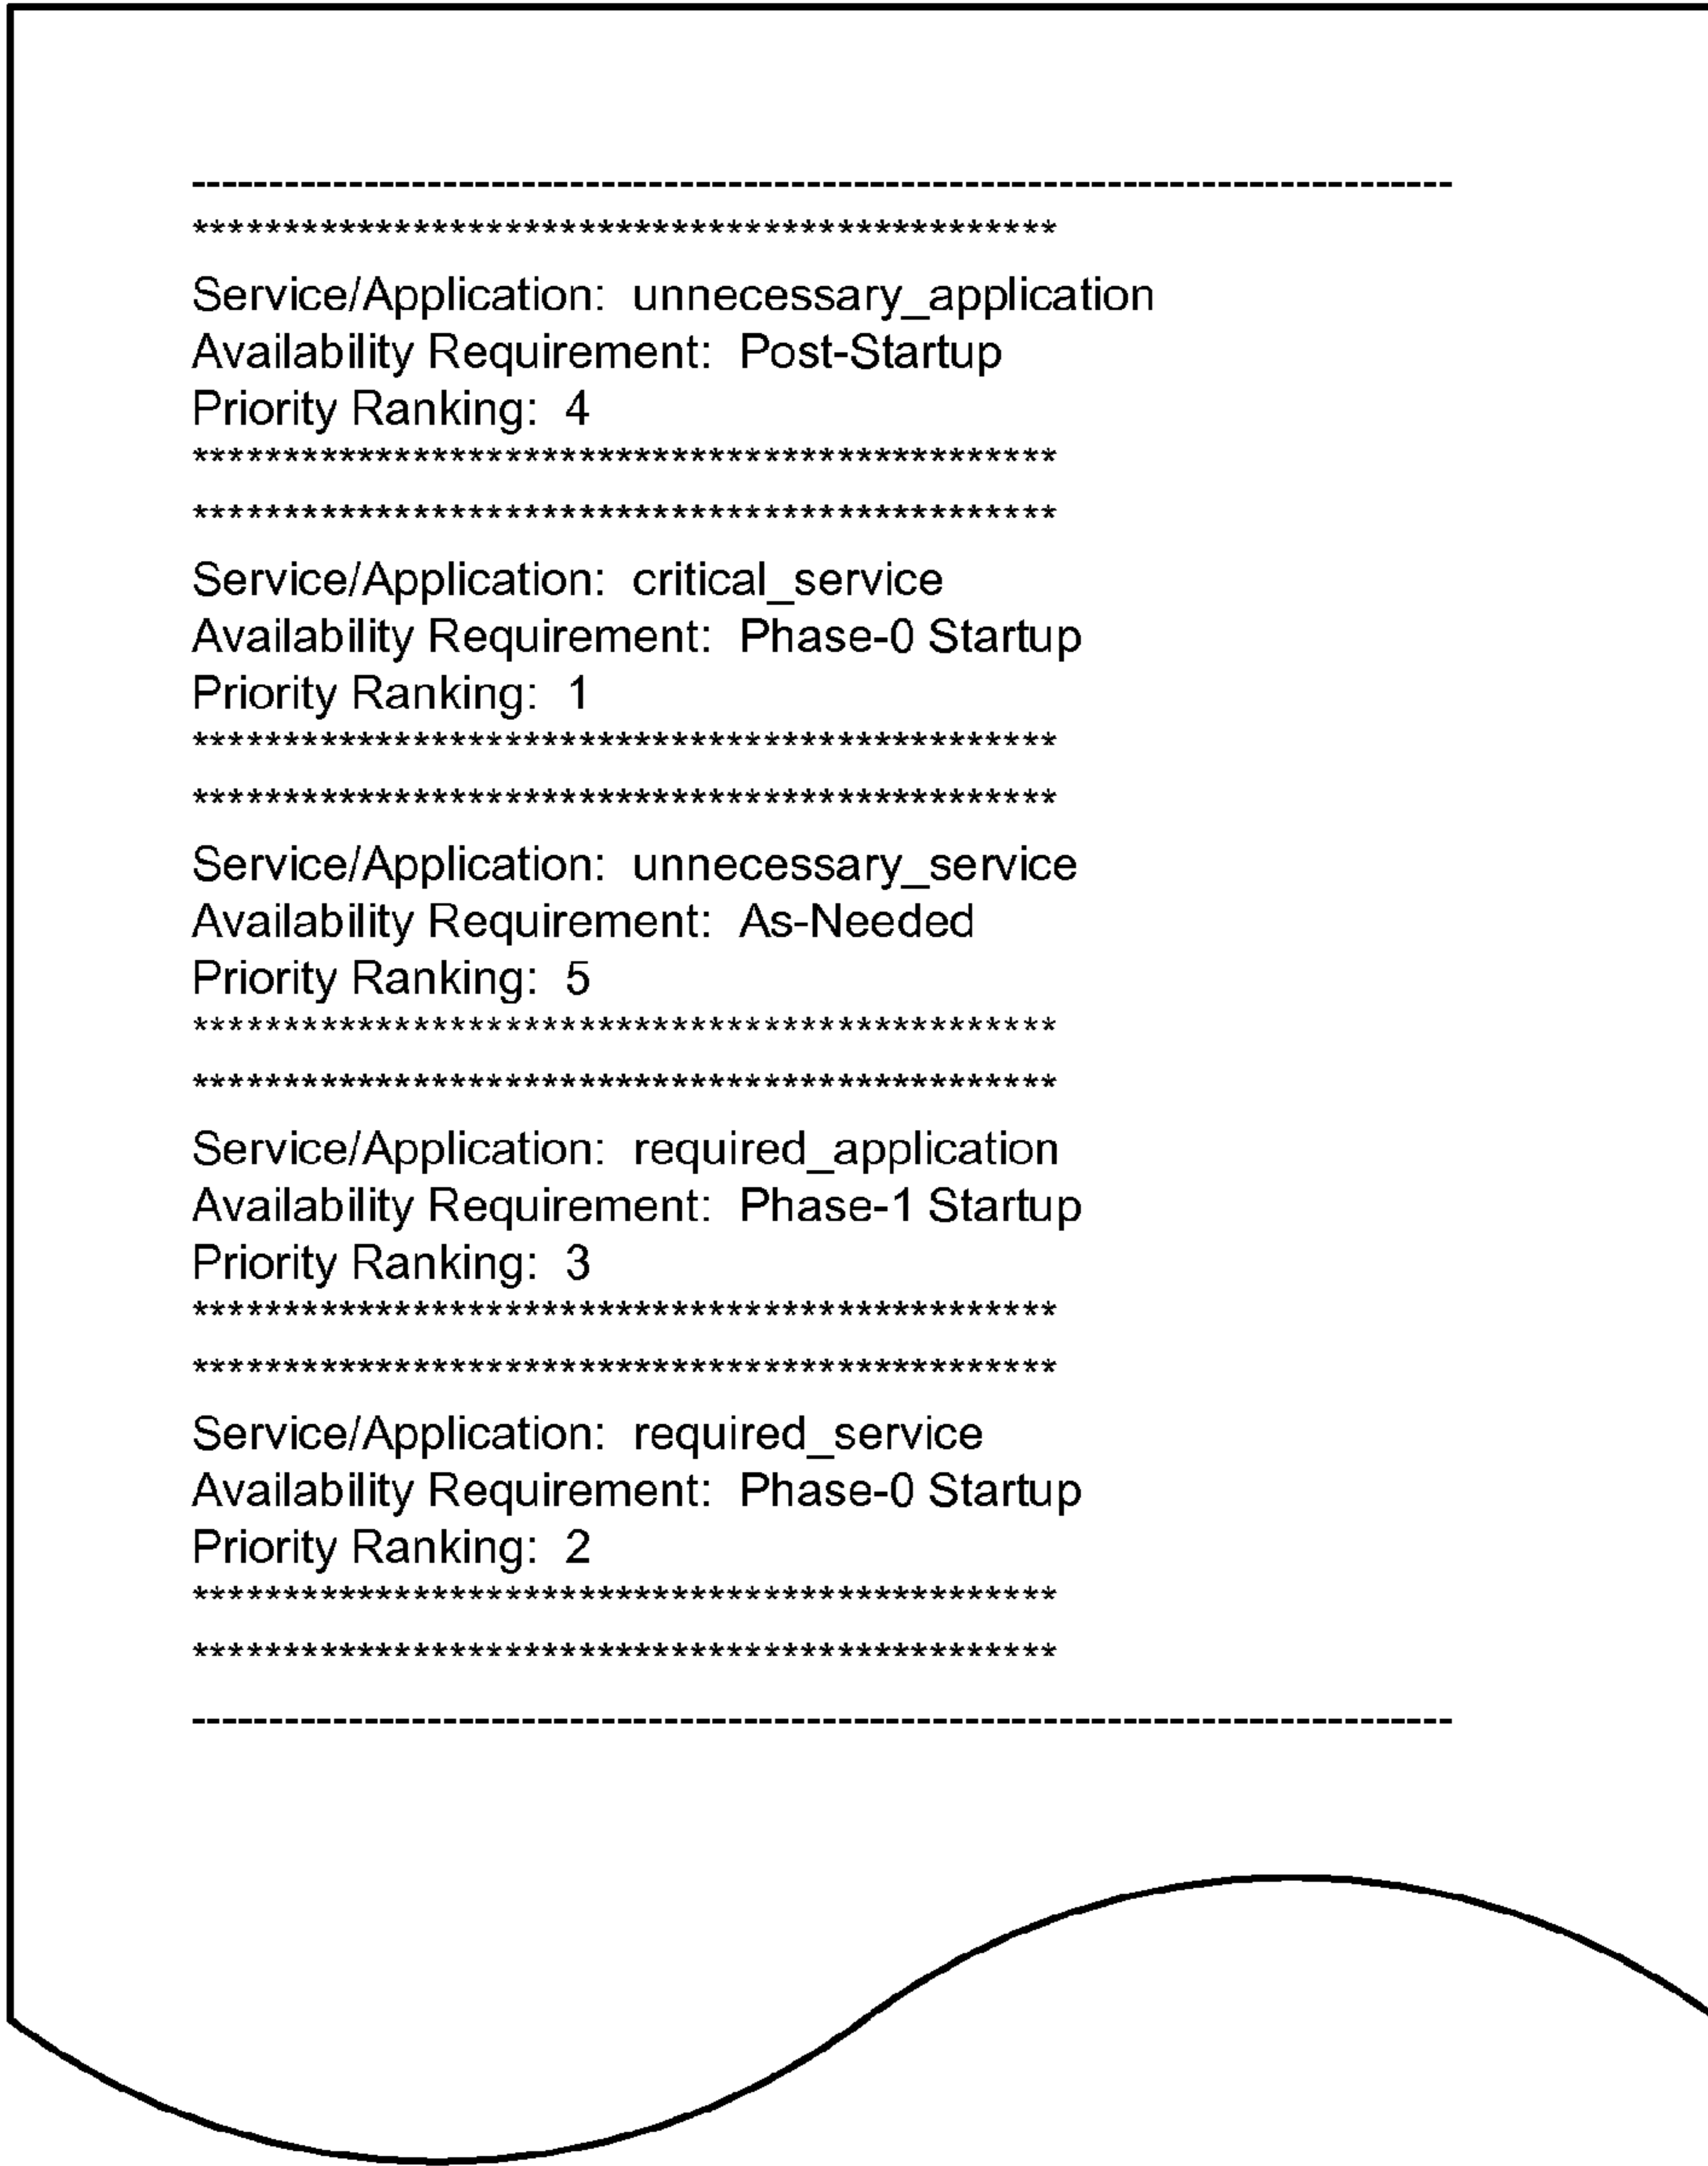 --------------------------------------------------------------------------------
***********************************************
Service/Application: unnecessary_application
Availability Requirement: Post-Startup
Priority Ranking: 4
***********************************************
***********************************************
Service/Application: critical_service
Availability Requirement: Phase-0 Startup
Priority Ranking: 1
***********************************************
***********************************************
Service/Application: unnecessary_service
Availability Requirement: As-Needed
Priority Ranking: 5
***********************************************
***********************************************
Service/Application: required_application
Availability Requirement: Phase-1 Startup
Priority Ranking: 3
***********************************************
***********************************************
Service/Application: required_service
Availability Requirement: Phase-0 Startup
Priority Ranking: 2
***********************************************
***********************************************
--------------------------------------------------------------------------------